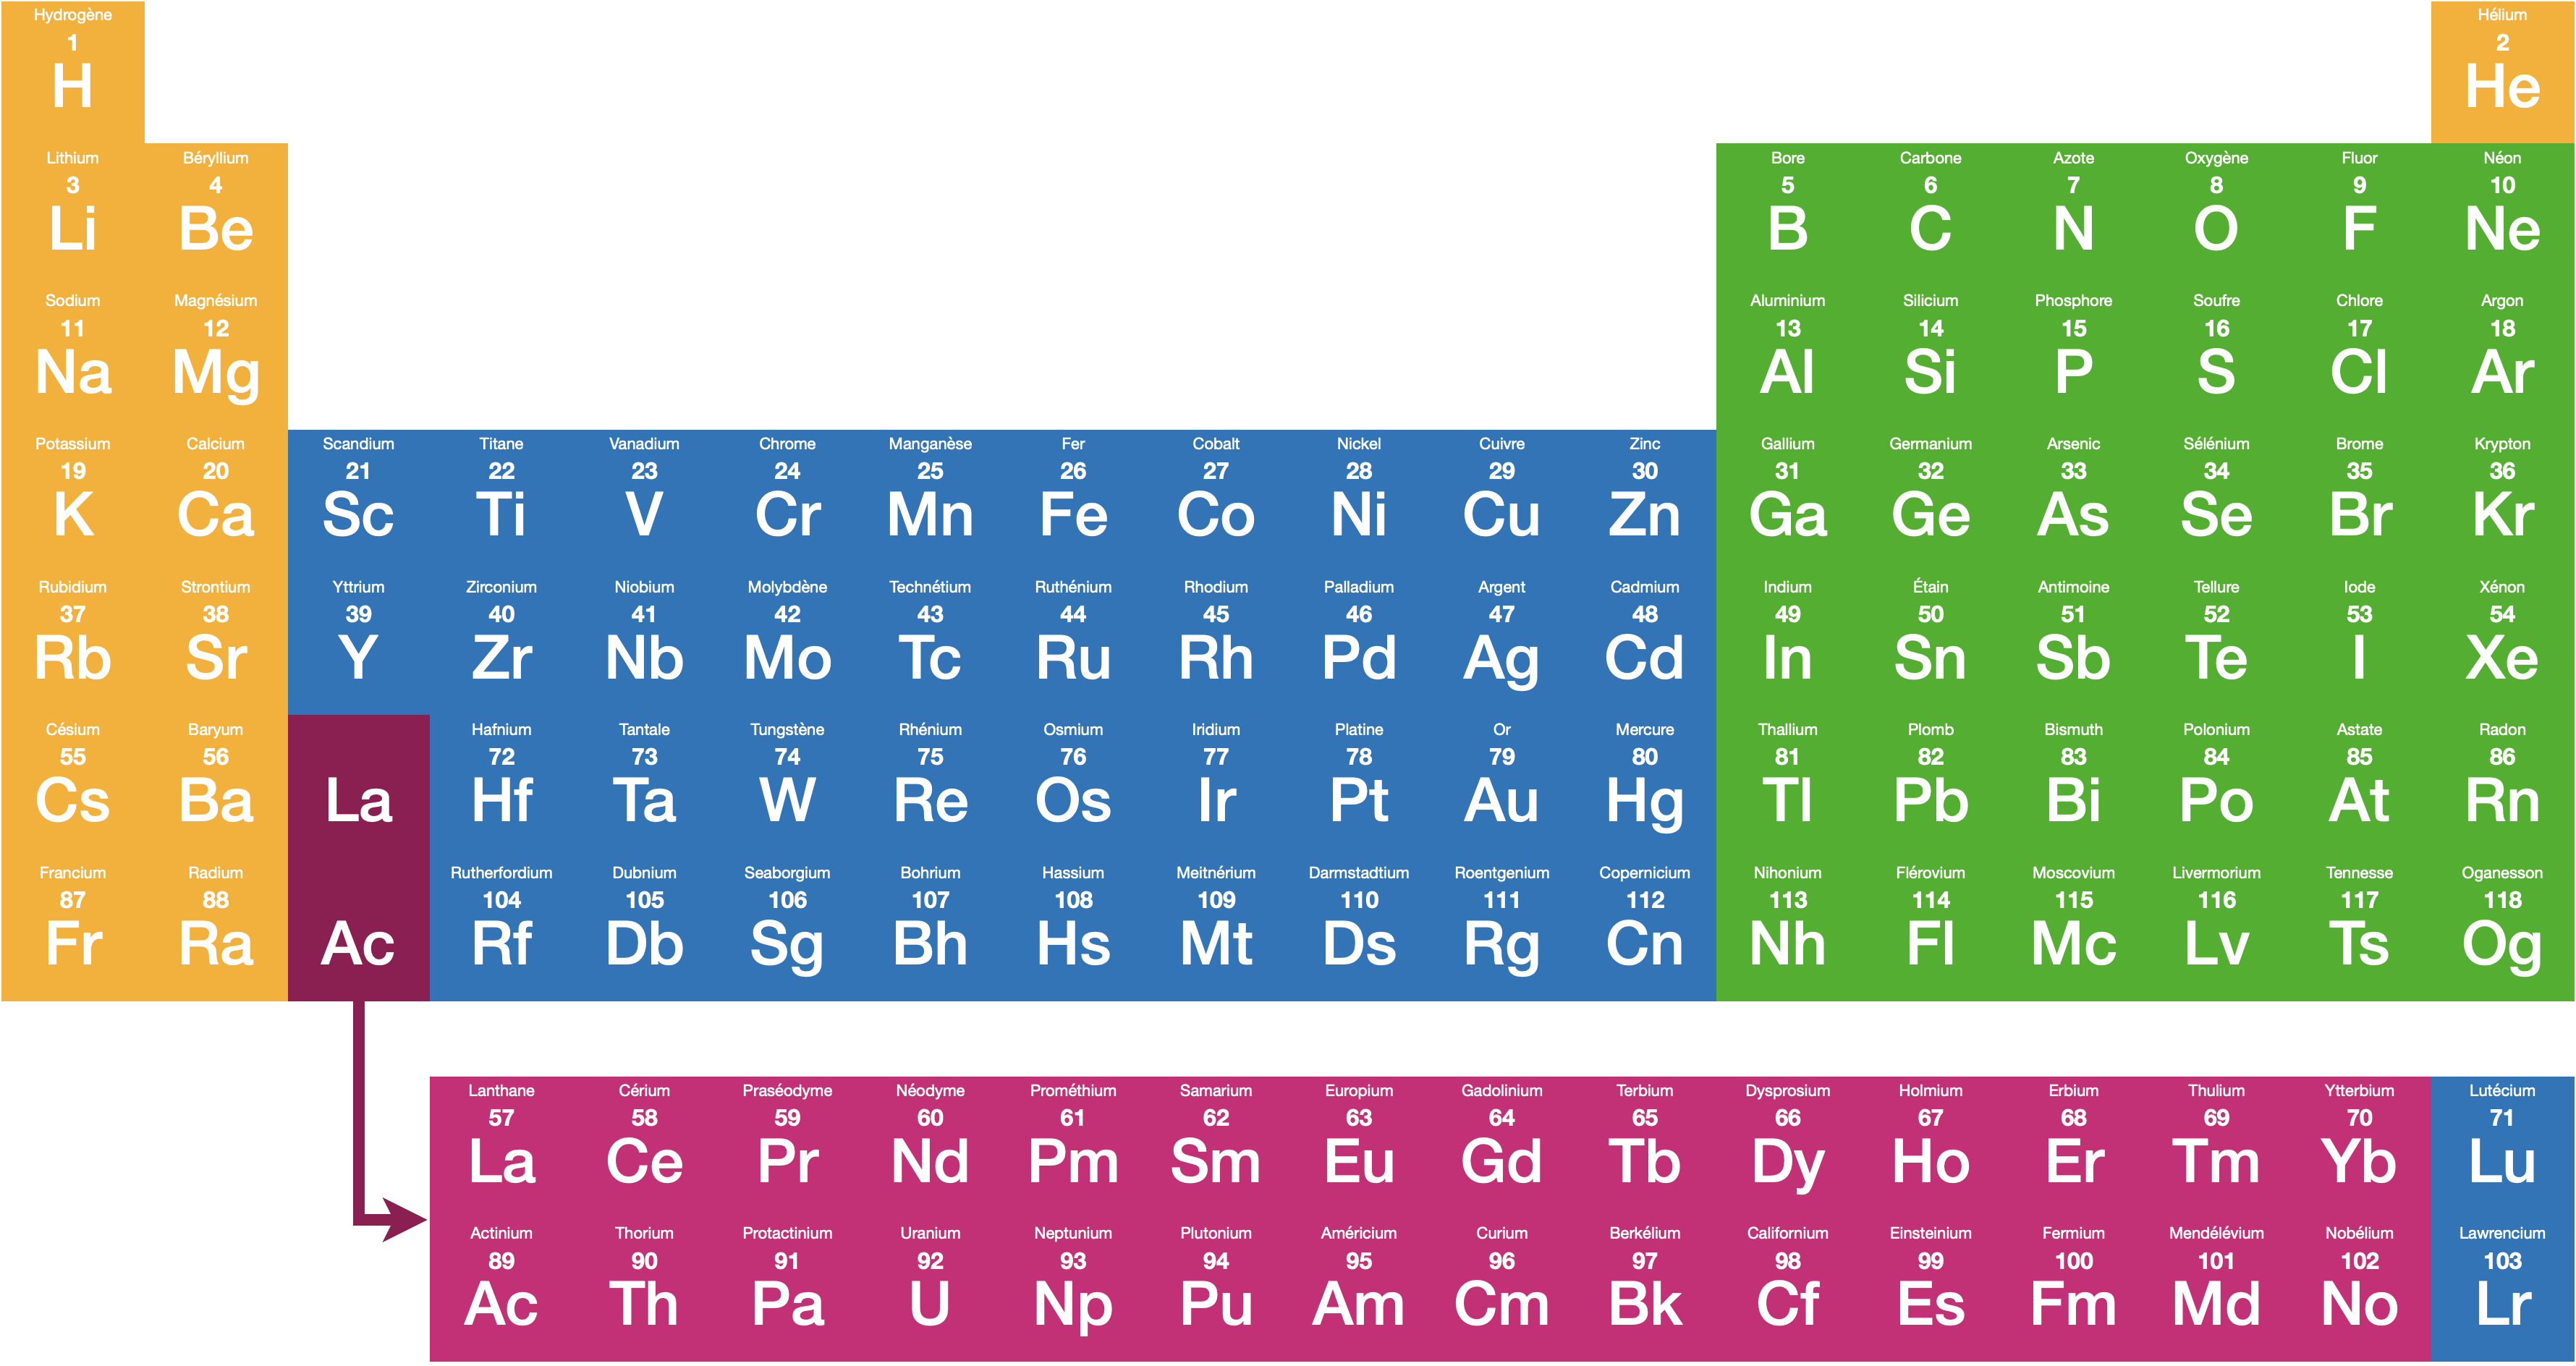 Hydrogène Hélium
1 2
H He
Lithium Béryllium Bore Carbone Azote Oxygène Fluor Néon
3 4 5 6 7 8 9 10
Li Be B C N O F Ne
Sodium Magnésium Aluminium Silicium Phosphore Soufre Chlore Argon
11 12 13 14 15 16 17 18
Na Mg Al Si P S Cl Ar
Potassium Calcium Scandium Titane Vanadium Chrome Manganèse Fer Cobalt Nickel Cuivre Zinc Gallium Germanium Arsenic Sélénium Brome Krypton
19 20 21 22 23 24 25 26 27 28 29 30 31 32 33 34 35 36
K Ca Sc Ti V Cr Mn Fe Co Ni Cu Zn Ga Ge As Se Br Kr
Rubidium Strontium Yttrium Zirconium Niobium Molybdène Technétium Ruthénium Rhodium Palladium Argent Cadmium Indium Étain Antimoine Tellure Iode Xénon
37 38 39 40 41 42 43 44 45 46 47 48 49 50 51 52 53 54
Rb Sr Y Zr Nb Mo Tc Ru Rh Pd Ag Cd In Sn Sb Te I Xe
Césium Baryum Hafnium Tantale Tungstène Rhénium Osmium Iridium Platine Or Mercure Thallium Plomb Bismuth Polonium Astate Radon
55 56 72 73 74 75 76 77 78 79 80 81 82 83 84 85 86
Cs Ba La Hf Ta W Re Os Ir Pt Au Hg Tl Pb Bi Po At Rn
Francium Radium Rutherfordium Dubnium Seaborgium Bohrium Hassium Meitnérium Darmstadtium Roentgenium Copernicium Nihonium Flérovium Moscovium Livermorium Tennesse Oganesson
87 88 104 105 106 107 108 109 110 111 112 113 114 115 116 117 118
Fr Ra Ac Rf Db Sg Bh Hs Mt Ds Rg Cn Nh Fl Mc Lv Ts Og
Lanthane Cérium Praséodyme Néodyme Prométhium Samarium Europium Gadolinium Terbium Dysprosium Holmium Erbium Thulium Ytterbium Lutécium
57 58 59 60 61 62 63 64 65 66 67 68 69 70 71
La Ce Pr Nd Pm Sm Eu Gd Tb Dy Ho Er Tm Yb Lu
Actinium Thorium Protactinium Uranium Neptunium Plutonium Américium Curium Berkélium Californium Einsteinium Fermium Mendélévium Nobélium Lawrencium
89 90 91 92 93 94 95 96 97 98 99 100 101 102 103
Ac Th Pa U Np Pu Am Cm Bk Cf Es Fm Md No Lr